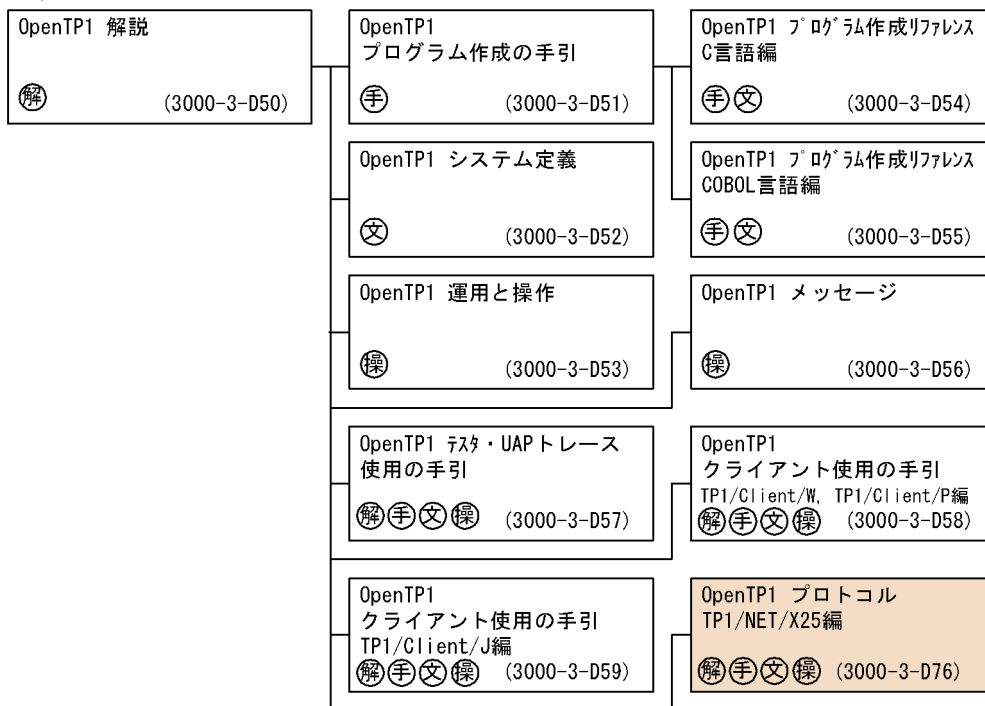 OpenTP1 解説
解 (3000-3-D50)
OpenTP1
プログラム作成の手引
手 (3000-3-D51)
OpenTP1 プログラム作成リファレンス
C言語編
手文 (3000-3-D54)
OpenTP1 システム定義
文 (3000-3-D52)
OpenTP1 プログラム作成リファレンス
COBOL言語編
手文 (3000-3-D55)
OpenTP1 運用と操作
操 (3000-3-D53)
OpenTP1 メッセージ
操 (3000-3-D56)
OpenTP1 テスタ・UAPトレース
使用の手引
解手文操 (3000-3-D57)
OpenTP1
クライアント使用の手引
TP1/Client/W, TP1/Client/P編
解手文操 (3000-3-D58)
OpenTP1
クライアント使用の手引
TP1/Client/J編
解手文操 (3000-3-D59)
OpenTP1 プロトコル
TP1/NET/X25編
解手文操 (3000-3-D76)